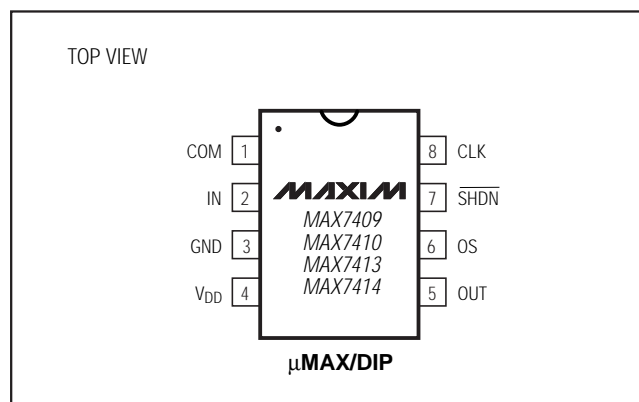 TOP VIEW
COM 1
8 CLK
IN 2
MAXIM
7 S̅H̅D̅N̅
MAX7409
GND 3
MAX7410
6 OS
MAX7413
VDD 4
MAX7414
5 OUT
µMAX/DIP